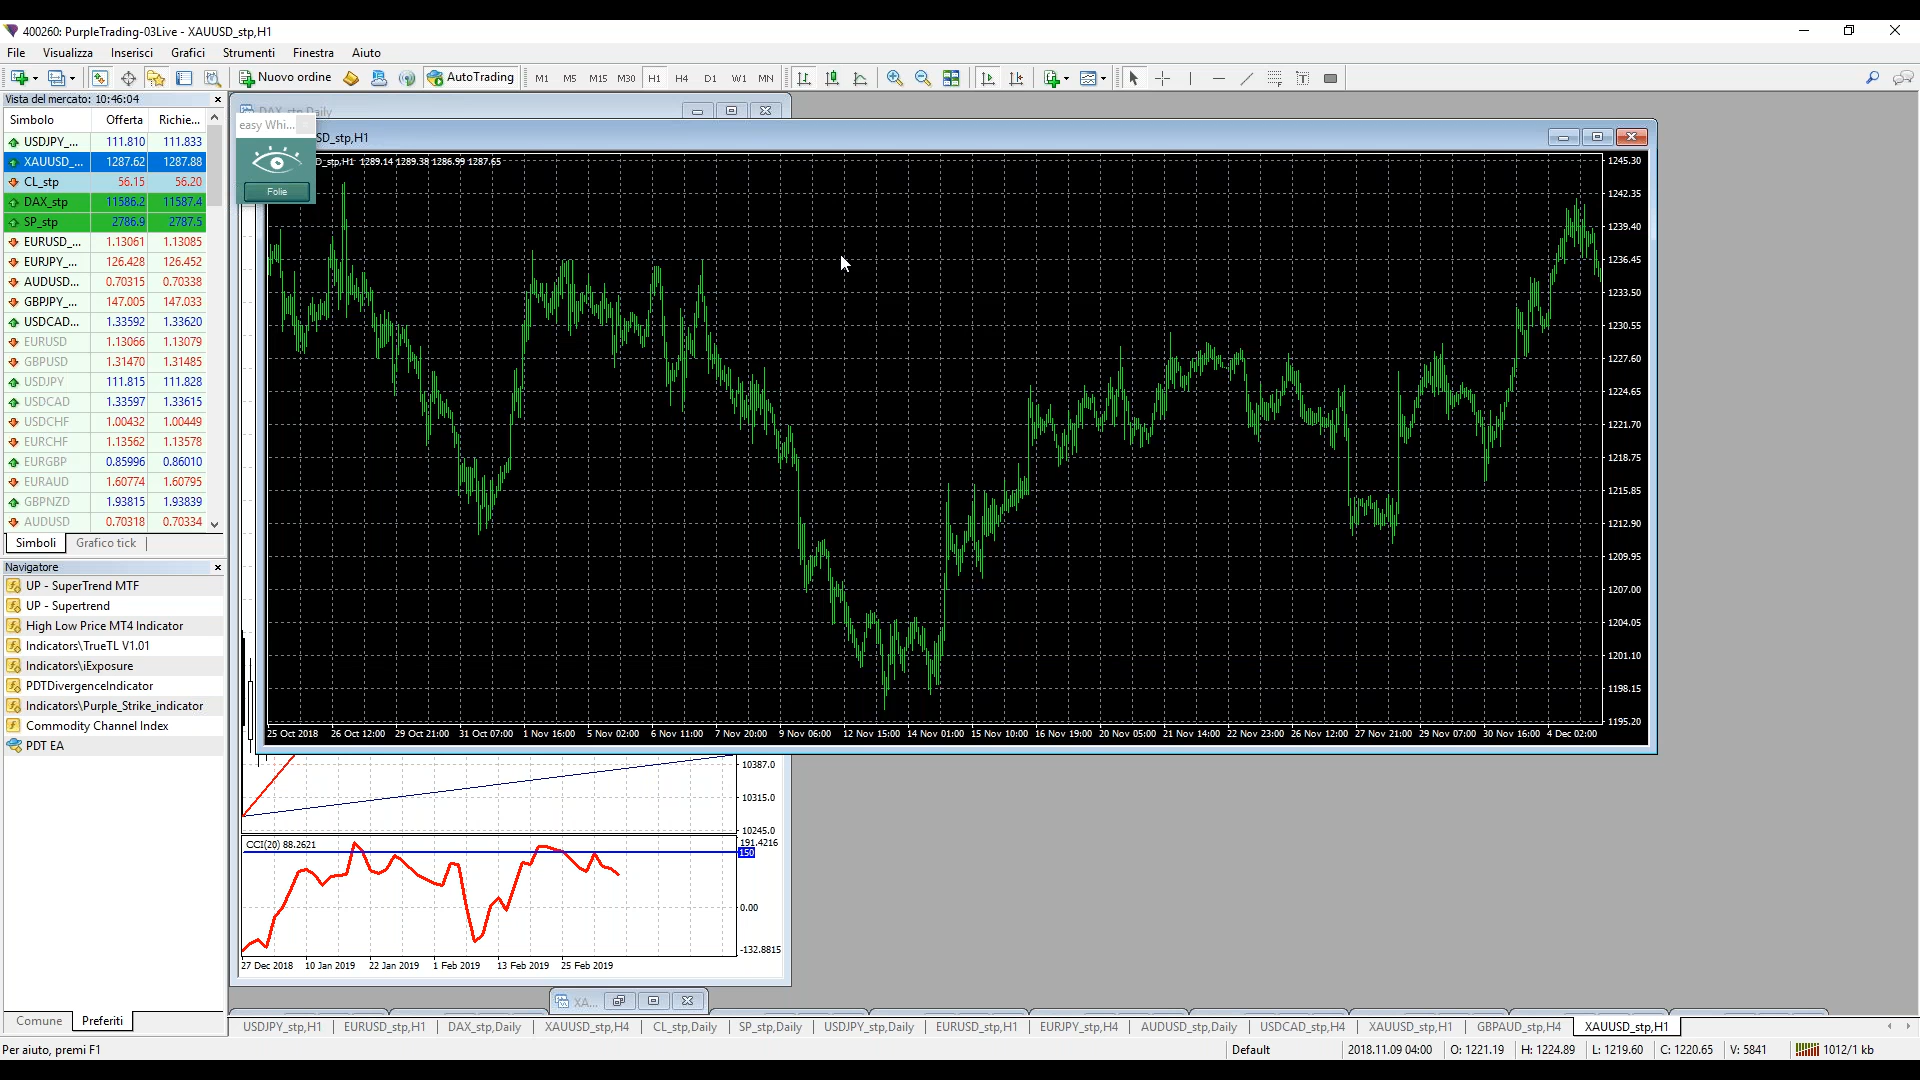 400260: PurpleTrading-03Live - XAUUSD_stp,H1
File Visualizza Inserisci Grafici Strumenti Finestra Aiuto
Nuovo ordine AutoTrading M1 M5 M15 M30 H1 H4 D1 W1 MN
Vista del mercato: 10:46:04
Simbolo Offerta Richie...
USDJPY_... 111.810 111.833
XAUUSD_... 1287.62 1287.88
CL_stp 56.15 56.20
DAX_stp 11586.2 11587.4
SP_stp 2786.9 2787.5
EURUSD_... 1.13061 1.13085
EURJPY_... 126.428 126.452
AUDUSD... 0.70315 0.70338
GBPJPY_... 147.005 147.033
USDCAD... 1.33592 1.33620
EURUSD 1.13066 1.13079
GBPUSD 1.31470 1.31485
USDJPY 111.815 111.828
USDCAD 1.33597 1.33615
USDCHF 1.00432 1.00449
EURCHF 1.13562 1.13578
EURGBP 0.85996 0.86010
EURAUD 1.60774 1.60795
GBPNZD 1.93815 1.93839
AUDUSD 0.70318 0.70334
Simboli Grafico tick
Navigatore
UP - SuperTrend MTF
UP - Supertrend
High Low Price MT4 Indicator
Indicators\TrueTL V1.01
Indicators\iExposure
PDTDivergenceIndicator
Indicators\Purple_Strike_indicator
Commodity Channel Index
PDT EA
Comune Preferiti
DAX_stp,Daily
easy Whi...
Folie
SD_stp,H1
D_stp,H1 1289.14 1289.38 1286.99 1287.65
1245.30
1242.35
1239.40
1236.45
1233.50
1230.55
1227.60
1224.65
1221.70
1218.75
1215.85
1212.90
1209.95
1207.00
1204.05
1201.10
1198.15
1195.20
25 Oct 2018 26 Oct 12:00 29 Oct 21:00 31 Oct 07:00 1 Nov 16:00 5 Nov 02:00 6 Nov 11:00 7 Nov 20:00 9 Nov 06:00 12 Nov 15:00 14 Nov 01:00 15 Nov 10:00 16 Nov 19:00 20 Nov 05:00 21 Nov 14:00 22 Nov 23:00 26 Nov 12:00 27 Nov 21:00 29 Nov 07:00 30 Nov 16:00 4 Dec 02:00
10387.0
10315.0
10245.0
CCI(20) 88.2621
191.4216
150
0.00
-132.8815
27 Dec 2018 10 Jan 2019 22 Jan 2019 1 Feb 2019 13 Feb 2019 25 Feb 2019
XA...
USDJPY_stp,H1 EURUSD_stp,H1 DAX_stp,Daily XAUUSD_stp,H4 CL_stp,Daily SP_stp,Daily USDJPY_stp,Daily EURUSD_stp,H1 EURJPY_stp,H4 AUDUSD_stp,Daily USDCAD_stp,H4 XAUUSD_stp,H1 GBPAUD_stp,H4 XAUUSD_stp,H1
Per aiuto, premi F1 Default 2018.11.09 04:00 O: 1221.19 H: 1224.89 L: 1219.60 C: 1220.65 V: 5841 1012/1 kb